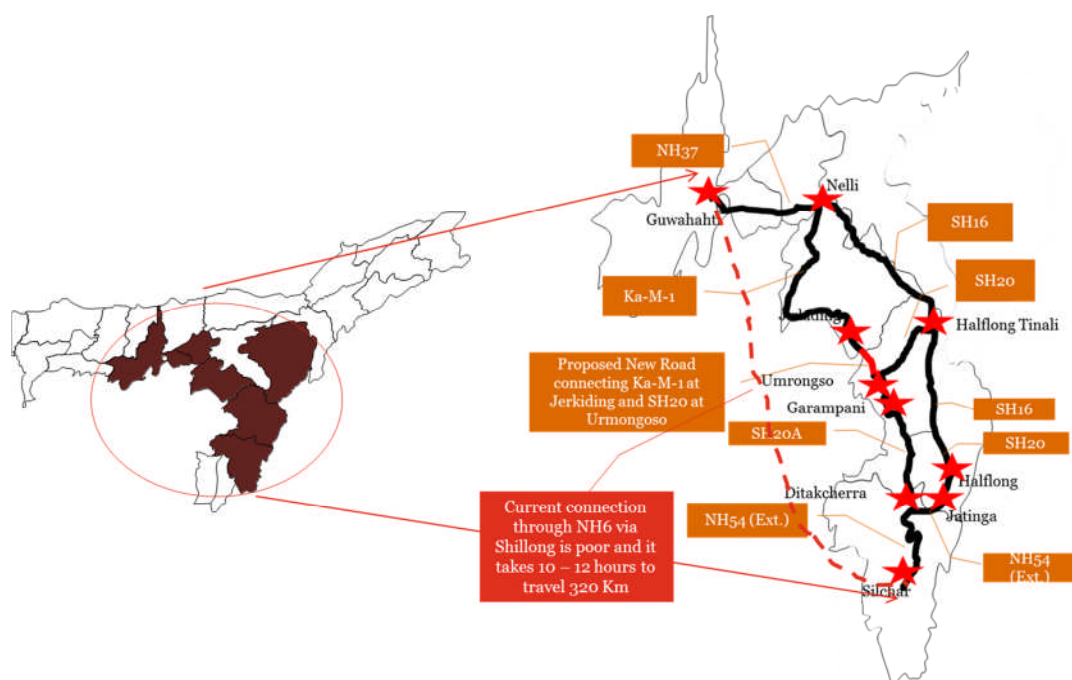 NH37
Nelli
Guwahahti
SH16
SH20
Ka-M-1
Halflong Tinali
Proposed New Road
connecting Ka-M-1 at
Jerkiding and SH20 at
Urmongoso
Umrongso
Garampani
SH16
SH20A
SH20
Halflong
Ditakcherra
Jatinga
Current connection
through NH6 via
Shillong is poor and it
takes 10 – 12 hours to
travel 320 Km
NH54 (Ext.)
NH54
(Ext.)
Silchar